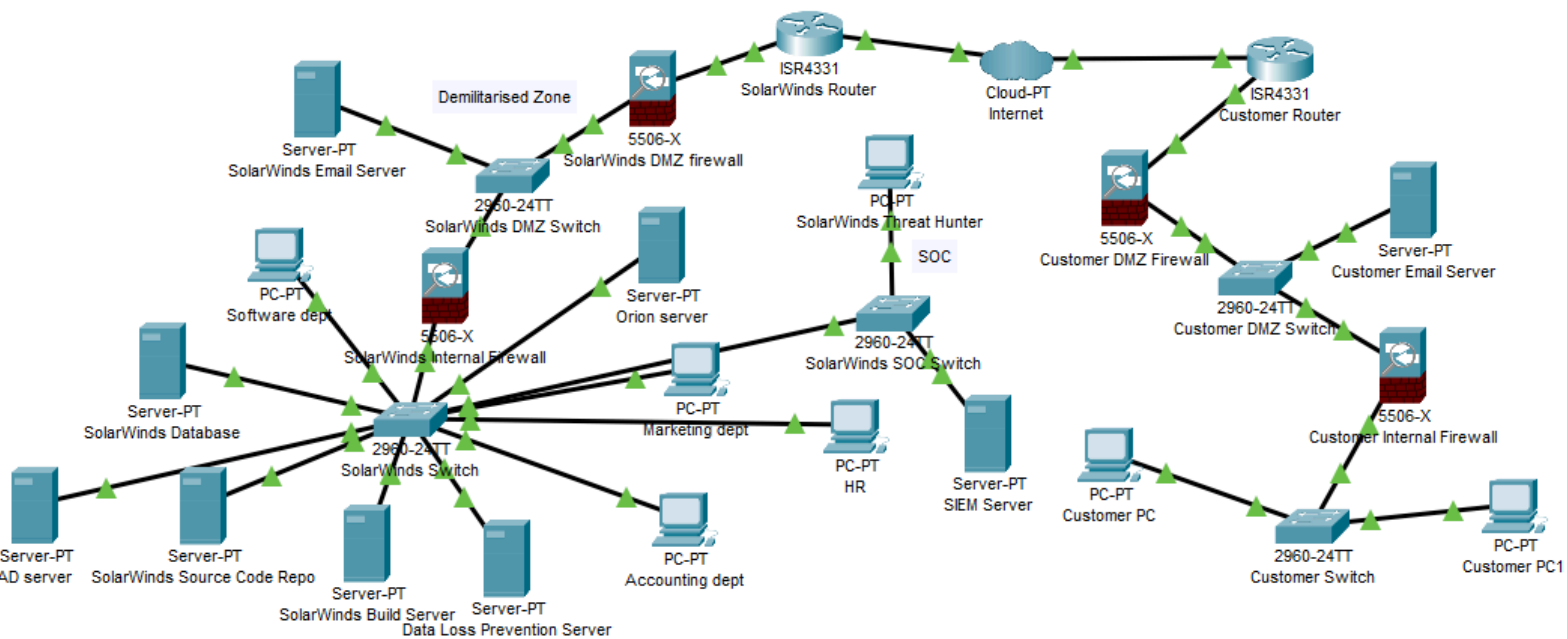 ISR4331
SolarWinds Router
Cloud-PT
Internet
ISR4331
Customer Router
Demilitarised Zone
5506-X
SolarWinds DMZ firewall
Server-PT
SolarWinds Email Server
2960-24TT
SolarWinds DMZ Switch
PC-PT
SolarWinds Threat Hunter
SOC
5506-X
Customer DMZ Firewall
Server-PT
Customer Email Server
PC-PT
Software dept
Server-PT
Orion server
5506-X
SolarWinds Internal Firewall
2960-24TT
SolarWinds SOC Switch
2960-24TT
Customer DMZ Switch
Server-PT
SolarWinds Database
PC-PT
Marketing dept
5506-X
Customer Internal Firewall
2960-24TT
SolarWinds Switch
PC-PT
HR
Server-PT
SIEM Server
PC-PT
Customer PC
Server-PT
AD server
Server-PT
SolarWinds Source Code Repo
Server-PT
SolarWinds Build Server
Server-PT
Data Loss Prevention Server
PC-PT
Accounting dept
2960-24TT
Customer Switch
PC-PT
Customer PC1